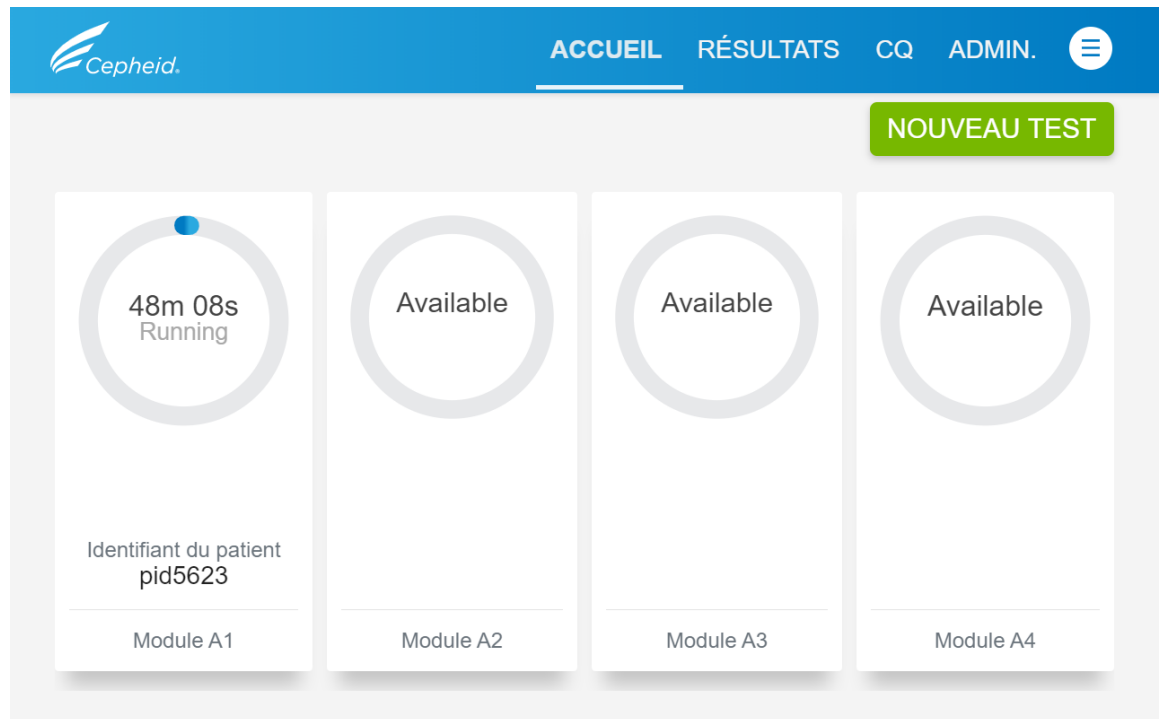 Cepheid.
ACCUEIL RÉSULTATS CQ ADMIN.
NOUVEAU TEST
48m 08s
Running
Identifiant du patient
pid5623
Module A1
Available
Module A2
Available
Module A3
Available
Module A4